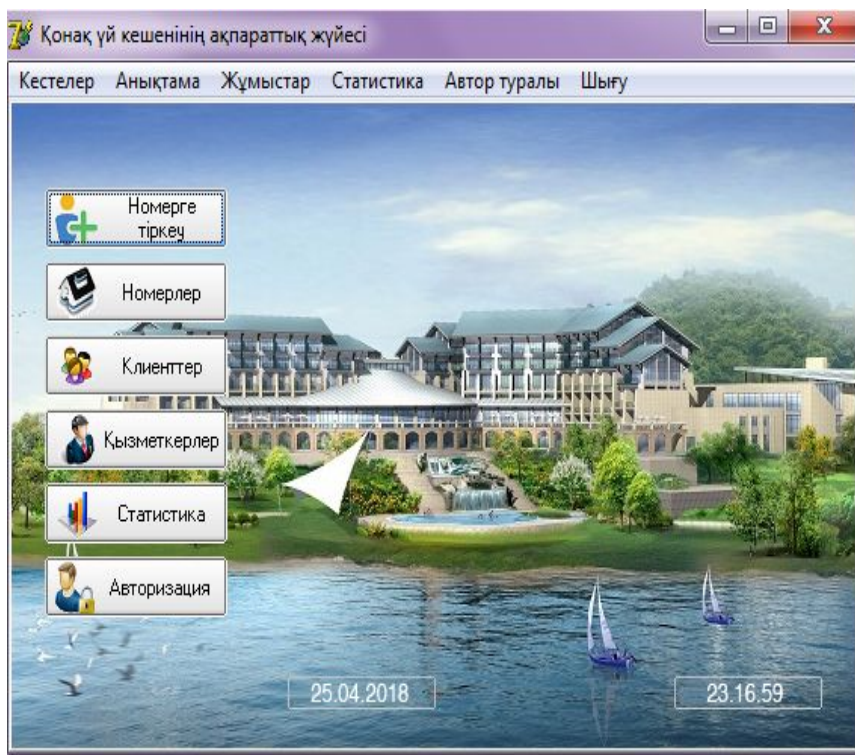 Қонақ үй кешенінің ақпараттық жүйесі
Кестелер Анықтама Жұмыстар Статистика Автор туралы Шығу
Номерге
тіркеу
Номерлер
Клиенттер
Қызметкерлер
Статистика
Авторизация
25.04.2018 23.16.59